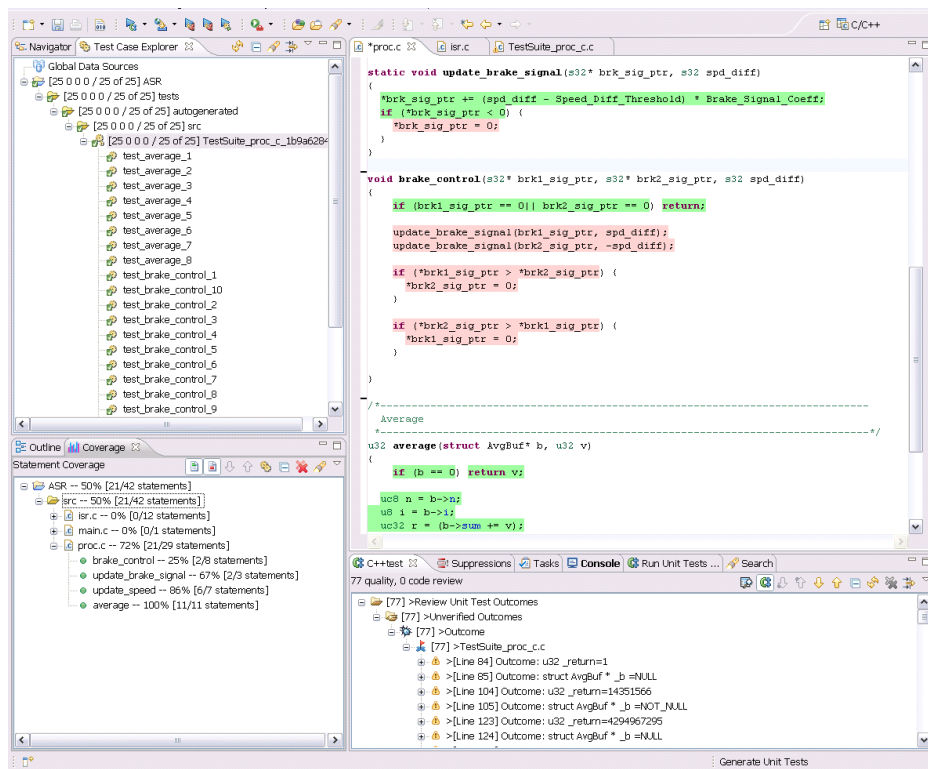 C/C++
Navigator
Test Case Explorer
Global Data Sources
[25 0 0 0 / 25 of 25] ASR
[25 0 0 0 / 25 of 25] tests
[25 0 0 0 / 25 of 25] autogenerated
[25 0 0 0 / 25 of 25] src
[25 0 0 0 / 25 of 25] TestSuite_proc_c_1b9a6284
test_average_1
test_average_2
test_average_3
test_average_4
test_average_5
test_average_6
test_average_7
test_average_8
test_brake_control_1
test_brake_control_10
test_brake_control_2
test_brake_control_3
test_brake_control_4
test_brake_control_5
test_brake_control_6
test_brake_control_7
test_brake_control_8
test_brake_control_9
Outline
Coverage
Statement Coverage
ASR -- 50% [21/42 statements]
src -- 50% [21/42 statements]
isr.c -- 0% [0/12 statements]
main.c -- 0% [0/1 statements]
proc.c -- 72% [21/29 statements]
brake_control -- 25% [2/8 statements]
update_brake_signal -- 67% [2/3 statements]
update_speed -- 86% [6/7 statements]
average -- 100% [11/11 statements]
*proc.c
isr.c
TestSuite_proc_c.c
static void update_brake_signal(s32* brk_sig_ptr, s32 spd_diff)
{
*brk_sig_ptr += (spd_diff - Speed_Diff_Threshold) * Brake_Signal_Coeff;
if (*brk_sig_ptr < 0) {
*brk_sig_ptr = 0;
}
}
void brake_control(s32* brk1_sig_ptr, s32* brk2_sig_ptr, s32 spd_diff)
{
if (brk1_sig_ptr == 0|| brk2_sig_ptr == 0) return;
update_brake_signal(brk1_sig_ptr, spd_diff);
update_brake_signal(brk2_sig_ptr, -spd_diff);
if (*brk1_sig_ptr > *brk2_sig_ptr) {
*brk2_sig_ptr = 0;
}
if (*brk2_sig_ptr > *brk1_sig_ptr) {
*brk1_sig_ptr = 0;
}
}
/*-----------------------------------------------------------------------
Average
*-----------------------------------------------------------------------*/
u32 average(struct AvgBuf* b, u32 v)
{
if (b == 0) return v;
uc8 n = b->n;
u8 i = b->i;
uc32 r = (b->sum += v);
C++test
Suppressions
Tasks
Console
Run Unit Tests ...
Search
77 quality, 0 code review
[77] >Review Unit Test Outcomes
[77] >Unverified Outcomes
[77] >Outcome
[77] >TestSuite_proc_c.c
>[Line 84] Outcome: u32 _return=1
>[Line 85] Outcome: struct AvgBuf * _b =NULL
>[Line 104] Outcome: u32 _return=14351566
>[Line 105] Outcome: struct AvgBuf * _b =NOT_NULL
>[Line 123] Outcome: u32 _return=4294967295
>[Line 124] Outcome: struct AvgBuf * _b =NULL
Generate Unit Tests